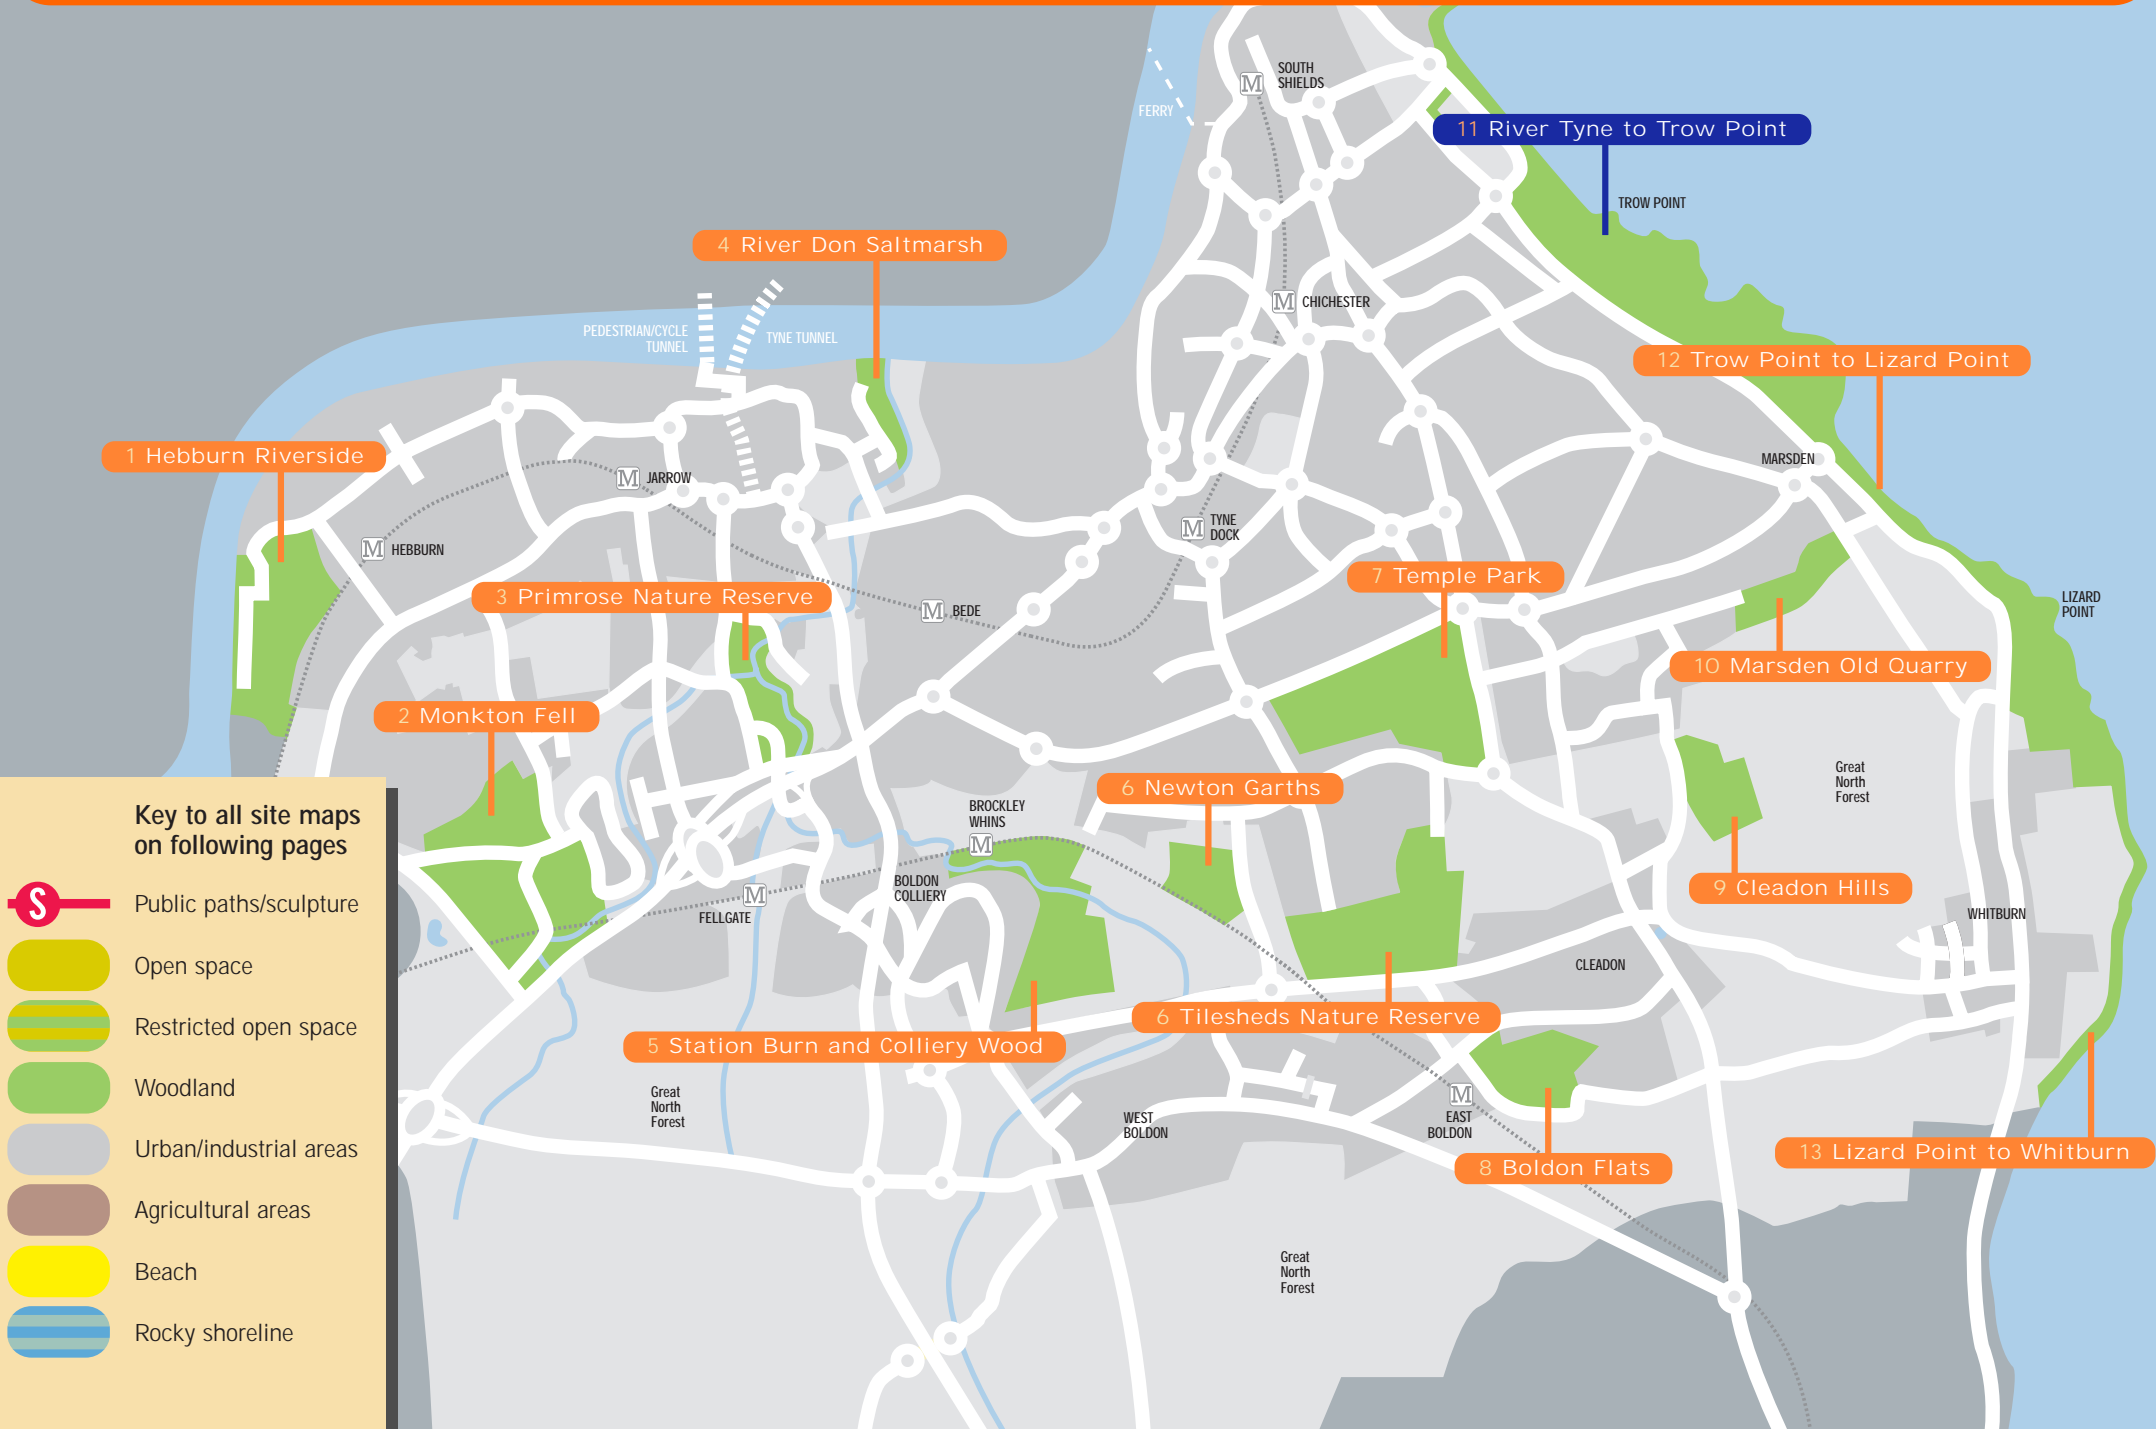 SOUTH
SHIELDS
M
FERRY
11 River Tyne to Trow Point
TROW POINT
4 River Don Saltmarsh
M CHICHESTER
PEDESTRIAN/CYCLE
TUNNEL
TYNE TUNNEL
12 Trow Point to Lizard Point
1 Hebburn Riverside
MARSDEN
M JARROW
M TYNE
DOCK
M HEBBURN
7 Temple Park
3 Primrose Nature Reserve
M BEDE
LIZARD
POINT
10 Marsden Old Quarry
2 Monkton Fell
Great
North
Forest
6 Newton Garths
BROCKLEY
WHINS
M
9 Cleadon Hills
BOLDON
COLLIERY
M
FELLGATE
WHITBURN
CLEADON
6 Tilesheds Nature Reserve
5 Station Burn and Colliery Wood
Great
North
Forest
M
EAST
BOLDON
WEST
BOLDON
13 Lizard Point to Whitburn
8 Boldon Flats
Great
North
Forest
Key to all site maps
on following pages
S Public paths/sculpture
Open space
Restricted open space
Woodland
Urban/industrial areas
Agricultural areas
Beach
Rocky shoreline